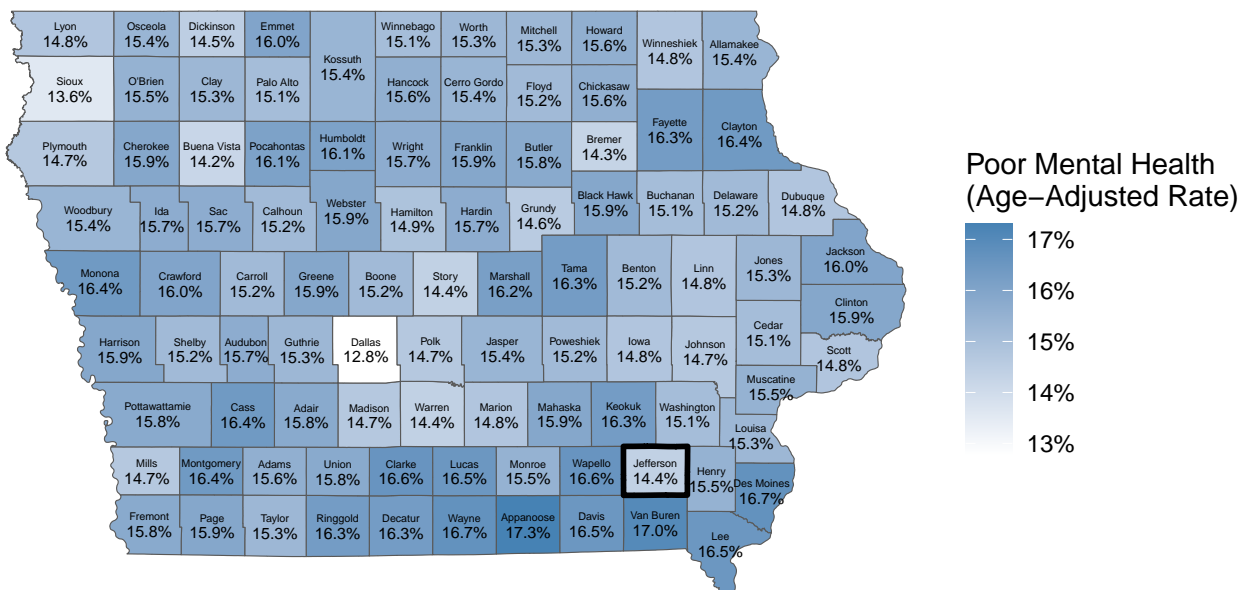 Lyon
14.8%
Osceola
15.4%
Dickinson
14.5%
Emmet
16.0%
Kossuth
15.4%
Winnebago
15.1%
Worth
15.3%
Mitchell
15.3%
Howard
15.6%
Winneshiek
14.8%
Allamakee
15.4%
Sioux
13.6%
O'Brien
15.5%
Clay
15.3%
Palo Alto
15.1%
Hancock
15.6%
Cerro Gordo
15.4%
Floyd
15.2%
Chickasaw
15.6%
Fayette
16.3%
Clayton
16.4%
Plymouth
14.7%
Cherokee
15.9%
Buena Vista
14.2%
Pocahontas
16.1%
Humboldt
16.1%
Wright
15.7%
Franklin
15.9%
Butler
15.8%
Bremer
14.3%
Woodbury
15.4%
Ida
15.7%
Sac
15.7%
Calhoun
15.2%
Webster
15.9%
Hamilton
14.9%
Hardin
15.7%
Grundy
14.6%
Black Hawk
15.9%
Buchanan
15.1%
Delaware
15.2%
Dubuque
14.8%
Monona
16.4%
Crawford
16.0%
Carroll
15.2%
Greene
15.9%
Boone
15.2%
Story
14.4%
Marshall
16.2%
Tama
16.3%
Benton
15.2%
Linn
14.8%
Jones
15.3%
Jackson
16.0%
Clinton
15.9%
Harrison
15.9%
Shelby
15.2%
Audubon
15.7%
Guthrie
15.3%
Dallas
12.8%
Polk
14.7%
Jasper
15.4%
Poweshiek
15.2%
Iowa
14.8%
Johnson
14.7%
Cedar
15.1%
Scott
14.8%
Muscatine
15.5%
Pottawattamie
15.8%
Cass
16.4%
Adair
15.8%
Madison
14.7%
Warren
14.4%
Marion
14.8%
Mahaska
15.9%
Keokuk
16.3%
Washington
15.1%
Louisa
15.3%
Mills
14.7%
Montgomery
16.4%
Adams
15.6%
Union
15.8%
Clarke
16.6%
Lucas
16.5%
Monroe
15.5%
Wapello
16.6%
Jefferson
14.4%
Henry
15.5%
Des Moines
16.7%
Fremont
15.8%
Page
15.9%
Taylor
15.3%
Ringgold
16.3%
Decatur
16.3%
Wayne
16.7%
Appanoose
17.3%
Davis
16.5%
Van Buren
17.0%
Lee
16.5%
Poor Mental Health
(Age−Adjusted Rate)
17%
16%
15%
14%
13%